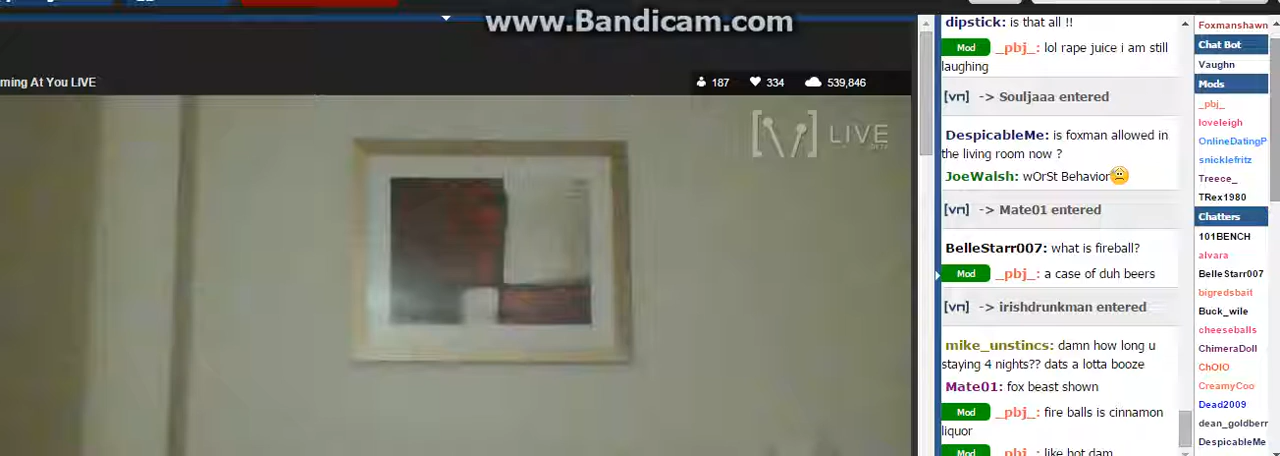 www.Bandicam.com
ming At You LIVE
187
334
539,846
LIVE
dipstick: is that all !!
Mod _pbj_: lol rape juice i am still
laughing
-> Souljaaa entered
DespicableMe: is foxman allowed in
the living room now ?
JoeWalsh: wOrSt Behavior
-> Mate01 entered
BelleStarr007: what is fireball?
Mod _pbj_: a case of duh beers
-> irishdrunkman entered
mike_unstincs: damn how long u
staying 4 nights?? dats a lotta booze
Mate01: fox beast shown
Mod _pbj_: fire balls is cinnamon
liquor
Mod _pbj_: like hot dam
Foxmanshawn
Chat Bot
Vaughn
Mods
_pbj_
loveleigh
OnlineDatingP
snicklefritz
Treece_
TRex1980
Chatters
101BENCH
alvara
BelleStarr007
bigredsbait
Buck_wile
cheeseballs
ChimeraDoll
ChOlO
CreamyCoo
Dead2009
dean_goldberr
DespicableMe